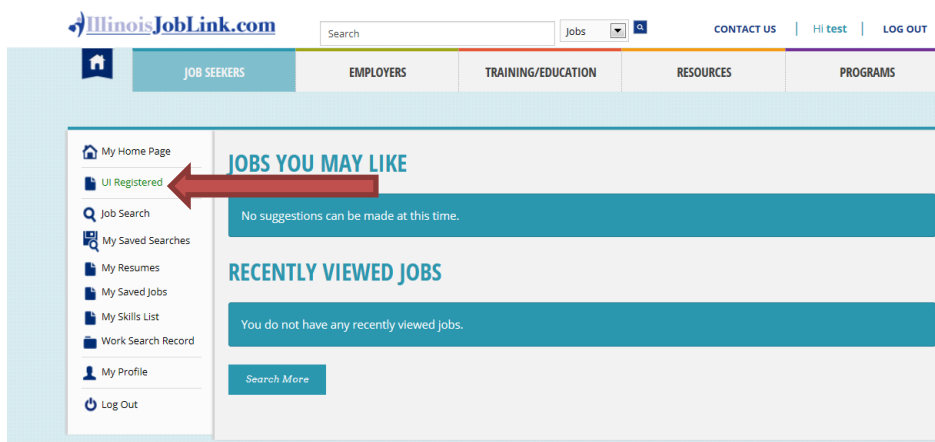 IllinoisJobLink.com
Search
Jobs
CONTACT US
Hi test
LOG OUT
JOB SEEKERS
EMPLOYERS
TRAINING/EDUCATION
RESOURCES
PROGRAMS
My Home Page
UI Registered
Job Search
My Saved Searches
My Resumes
My Saved Jobs
My Skills List
Work Search Record
My Profile
Log Out
JOBS YOU MAY LIKE
No suggestions can be made at this time.
RECENTLY VIEWED JOBS
You do not have any recently viewed jobs.
Search More